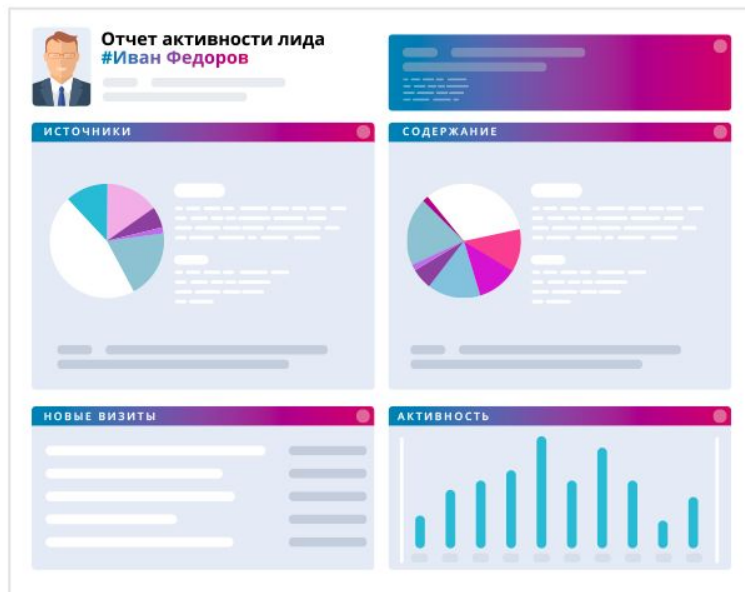 Отчет активности лида
#Иван Федоров
ИСТОЧНИКИ
СОДЕРЖАНИЕ
НОВЫЕ ВИЗИТЫ
АКТИВНОСТЬ